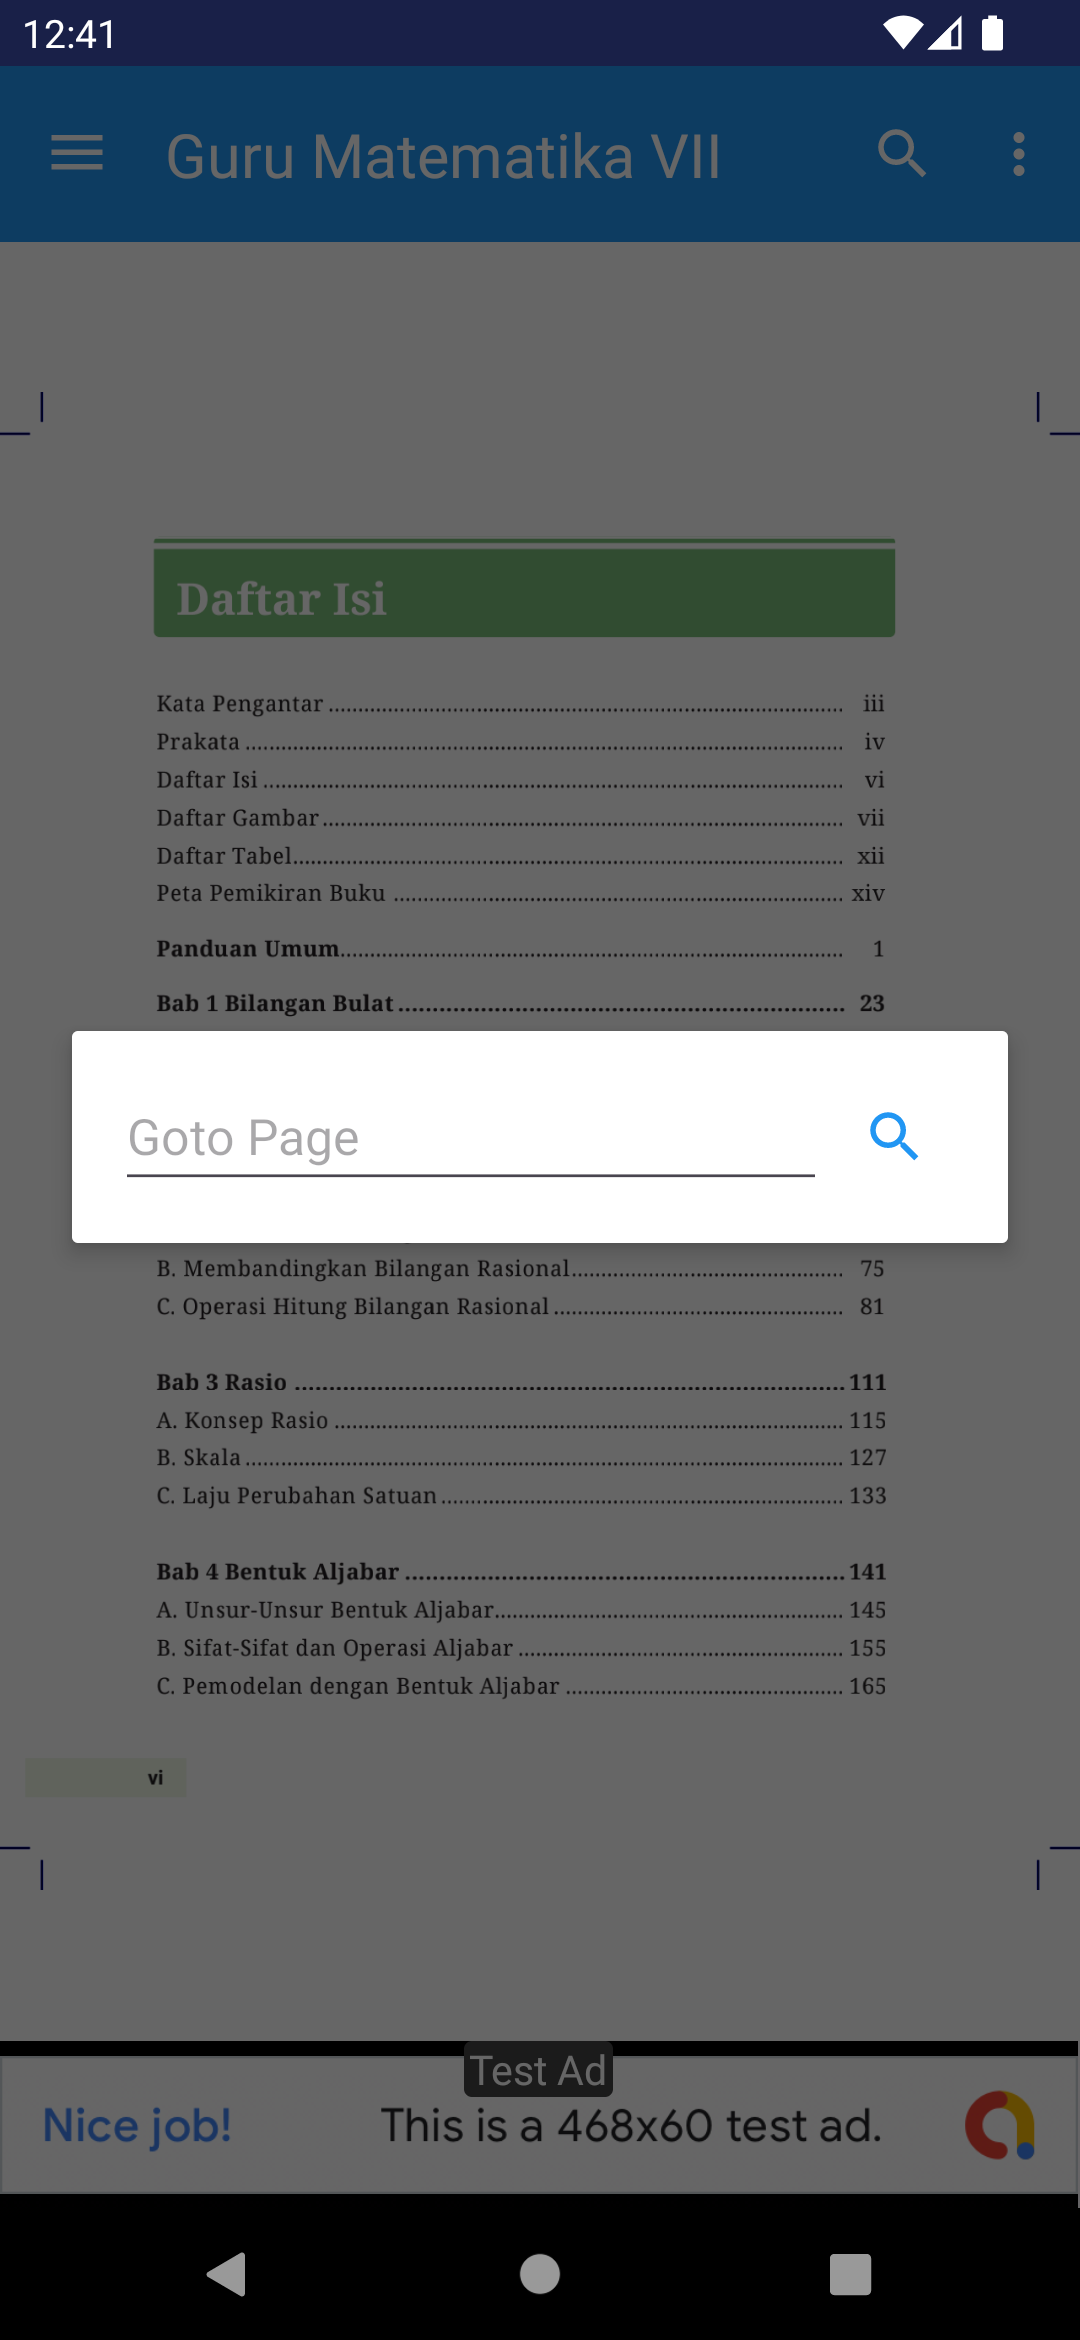 12:41
Guru Matematika VII
Daftar Isi
Kata Pengantar ........ iii
Prakata ........ iv
Daftar Isi ........ vi
Daftar Gambar ........ vii
Daftar Tabel ........ xii
Peta Pemikiran Buku ........ xiv
Panduan Umum ........ 1
Bab 1 Bilangan Bulat ........ 23
Goto Page
B. Membandingkan Bilangan Rasional ........ 75
C. Operasi Hitung Bilangan Rasional ........ 81
Bab 3 Rasio ........ 111
A. Konsep Rasio ........ 115
B. Skala ........ 127
C. Laju Perubahan Satuan ........ 133
Bab 4 Bentuk Aljabar ........ 141
A. Unsur-Unsur Bentuk Aljabar ........ 145
B. Sifat-Sifat dan Operasi Aljabar ........ 155
C. Pemodelan dengan Bentuk Aljabar ........ 165
vi
Test Ad
Nice job! This is a 468x60 test ad.